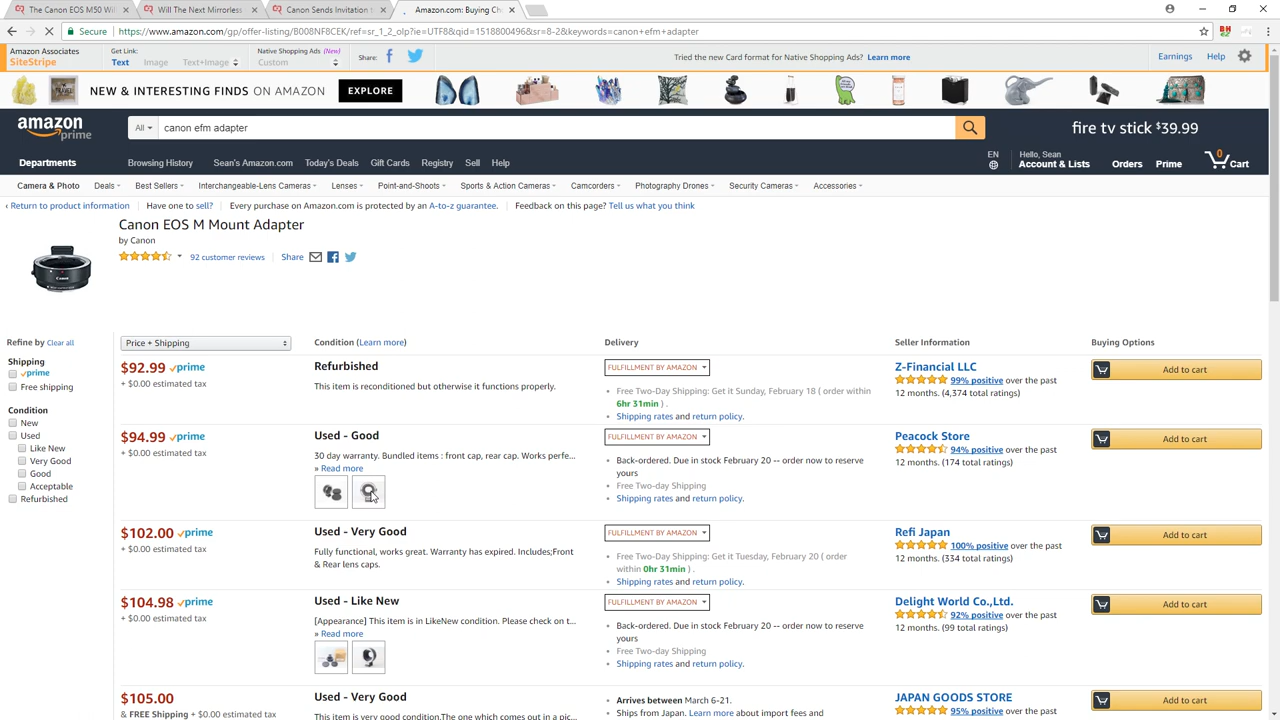 The Canon EOS M50 Wil
Will The Next Mirrorless
Canon Sends Invitation t
Amazon.com: Buying Cho
Secure https://www.amazon.com/gp/offer-listing/B008NF8CEK/ref=sr_1_2_olp?ie=UTF8&qid=1518800496&sr=8-2&keywords=canon+efm+adapter
Amazon Associates
SiteStripe
Get Link:
Text Image Text+Image
Native Shopping Ads (New)
Custom
Share:
Tried the new Card format for Native Shopping Ads? Learn more
Earnings Help
NEW & INTERESTING FINDS ON AMAZON EXPLORE
amazon
prime
All canon efm adapter
fire tv stick $39.99
Departments
Browsing History Sean's Amazon.com Today's Deals Gift Cards Registry Sell Help
EN
Hello, Sean
Account & Lists
Orders Prime
0
Cart
Camera & Photo Deals Best Sellers Interchangeable-Lens Cameras Lenses Point-and-Shoots Sports & Action Cameras Camcorders Photography Drones Security Cameras Accessories
‹ Return to product information Have one to sell? Every purchase on Amazon.com is protected by an A-to-z guarantee. Feedback on this page? Tell us what you think
Canon EOS M Mount Adapter
by Canon
92 customer reviews Share
Refine by Clear all
Shipping
prime
Free shipping
Condition
New
Used
Like New
Very Good
Good
Acceptable
Refurbished
Price + Shipping
Condition (Learn more)
Delivery
Seller Information
Buying Options
$92.99 prime
+ $0.00 estimated tax
Refurbished
This item is reconditioned but otherwise it functions properly.
FULFILLMENT BY AMAZON
• Free Two-Day Shipping: Get it Sunday, February 18 ( order within
6hr 31min ) .
• Shipping rates and return policy.
Z-Financial LLC
99% positive over the past
12 months. (4,374 total ratings)
Add to cart
$94.99 prime
+ $0.00 estimated tax
Used - Good
30 day warranty. Bundled items : front cap, rear cap. Works perfe...
» Read more
FULFILLMENT BY AMAZON
• Back-ordered. Due in stock February 20 -- order now to reserve
yours
• Free Two-day Shipping
• Shipping rates and return policy.
Peacock Store
94% positive over the past
12 months. (174 total ratings)
Add to cart
$102.00 prime
+ $0.00 estimated tax
Used - Very Good
Fully functional, works great. Warranty has expired. Includes;Front
& Rear lens caps.
FULFILLMENT BY AMAZON
• Free Two-Day Shipping: Get it Tuesday, February 20 ( order
within 0hr 31min ) .
• Shipping rates and return policy.
Refi Japan
100% positive over the past
12 months. (334 total ratings)
Add to cart
$104.98 prime
+ $0.00 estimated tax
Used - Like New
[Appearance] This item is in LikeNew condition. Please check on t...
» Read more
FULFILLMENT BY AMAZON
• Back-ordered. Due in stock February 20 -- order now to reserve
yours
• Free Two-day Shipping
• Shipping rates and return policy.
Delight World Co.,Ltd.
92% positive over the past
12 months. (99 total ratings)
Add to cart
$105.00
& FREE Shipping + $0.00 estimated tax
Used - Very Good
This item is very good condition.The one which comes out in a pic...
• Arrives between March 6-21.
• Ships from Japan. Learn more about import fees and
JAPAN GOODS STORE
95% positive over the past
Add to cart